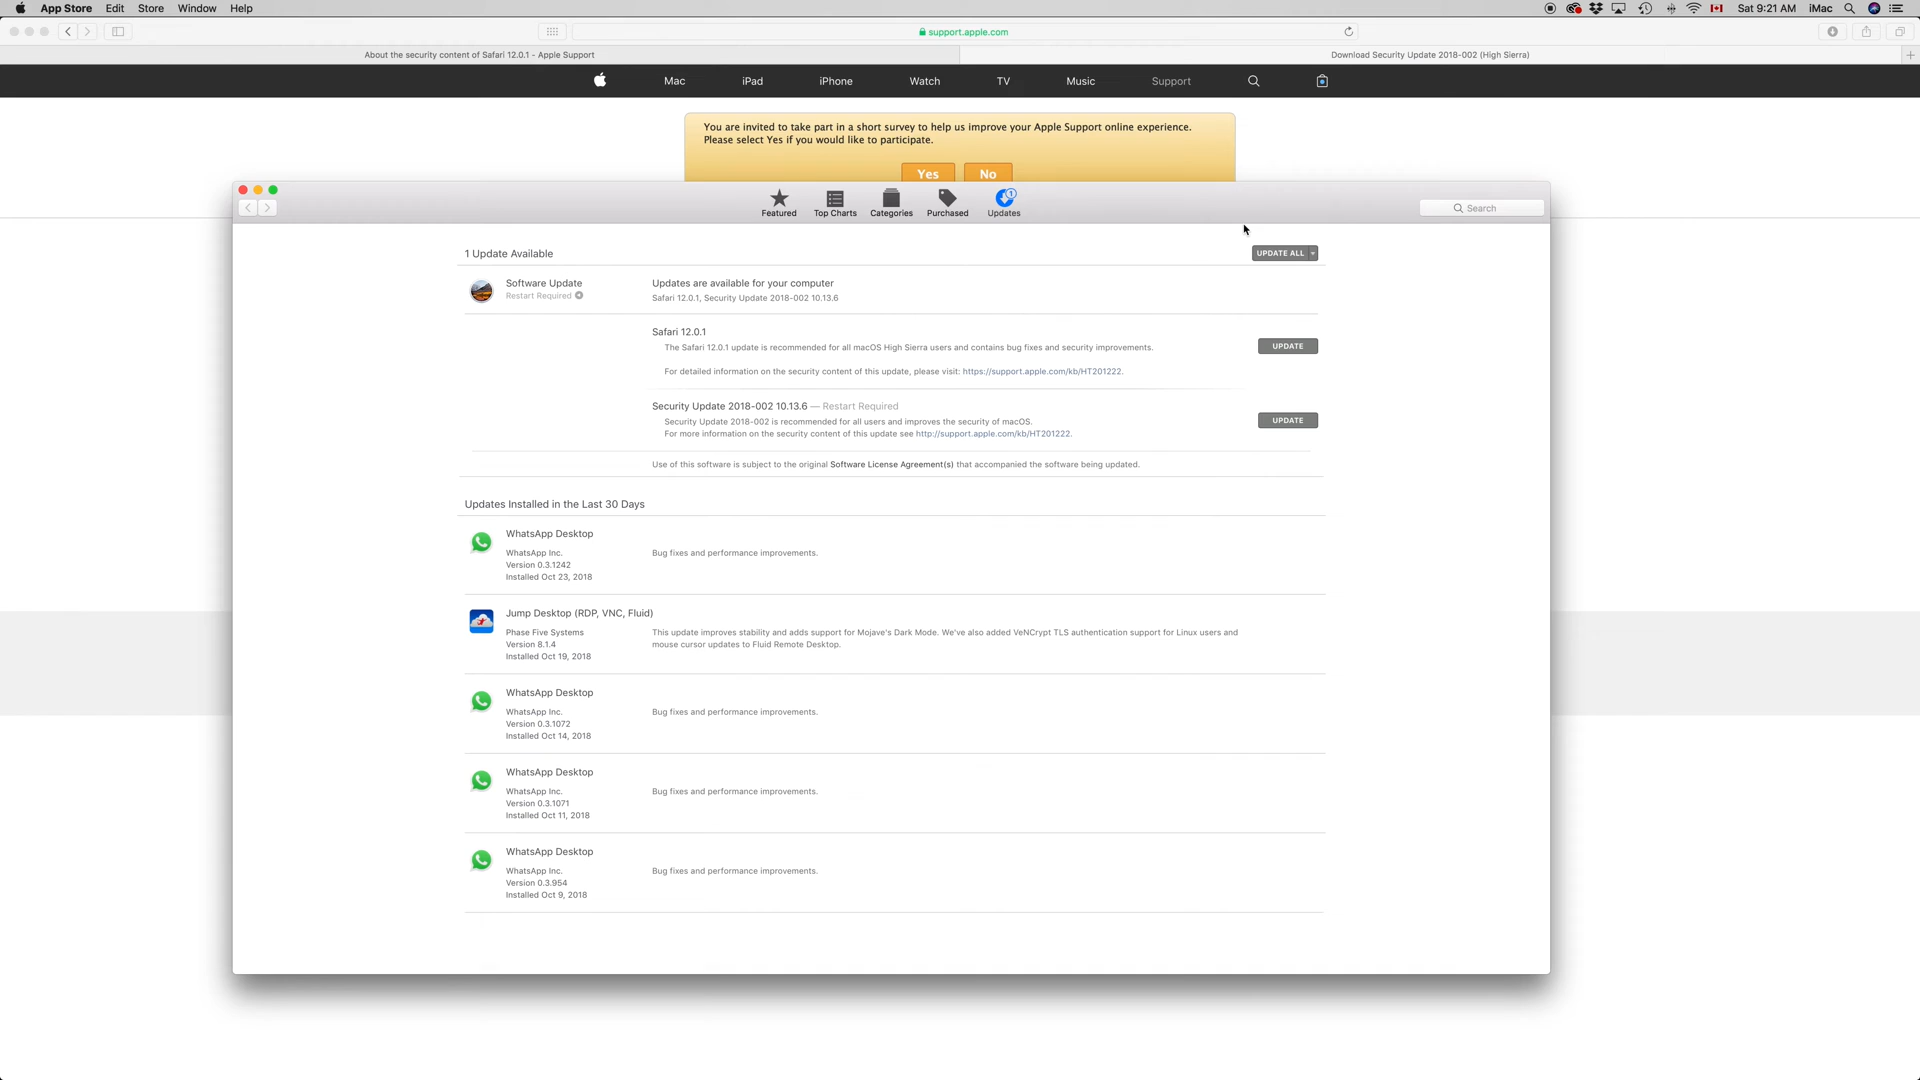 App Store Edit Store Window Help
Sat 9:21 AM iMac
support.apple.com
About the security content of Safari 12.0.1 - Apple Support
Download Security Update 2018-002 (High Sierra)
Mac iPad iPhone Watch TV Music Support
You are invited to take part in a short survey to help us improve your Apple Support online experience.
Please select Yes if you would like to participate.
Yes No
Featured Top Charts Categories Purchased Updates
1
Search
1 Update Available
UPDATE ALL
Software Update
Restart Required
Updates are available for your computer
Safari 12.0.1, Security Update 2018-002 10.13.6
Safari 12.0.1
The Safari 12.0.1 update is recommended for all macOS High Sierra users and contains bug fixes and security improvements.
UPDATE
For detailed information on the security content of this update, please visit: https://support.apple.com/kb/HT201222.
Security Update 2018-002 10.13.6 — Restart Required
Security Update 2018-002 is recommended for all users and improves the security of macOS.
UPDATE
For more information on the security content of this update see http://support.apple.com/kb/HT201222.
Use of this software is subject to the original Software License Agreement(s) that accompanied the software being updated.
Updates Installed in the Last 30 Days
WhatsApp Desktop
WhatsApp Inc.
Version 0.3.1242
Installed Oct 23, 2018
Bug fixes and performance improvements.
Jump Desktop (RDP, VNC, Fluid)
Phase Five Systems
Version 8.1.4
Installed Oct 19, 2018
This update improves stability and adds support for Mojave's Dark Mode. We've also added VeNCrypt TLS authentication support for Linux users and
mouse cursor updates to Fluid Remote Desktop.
WhatsApp Desktop
WhatsApp Inc.
Version 0.3.1072
Installed Oct 14, 2018
Bug fixes and performance improvements.
WhatsApp Desktop
WhatsApp Inc.
Version 0.3.1071
Installed Oct 11, 2018
Bug fixes and performance improvements.
WhatsApp Desktop
WhatsApp Inc.
Version 0.3.954
Installed Oct 9, 2018
Bug fixes and performance improvements.